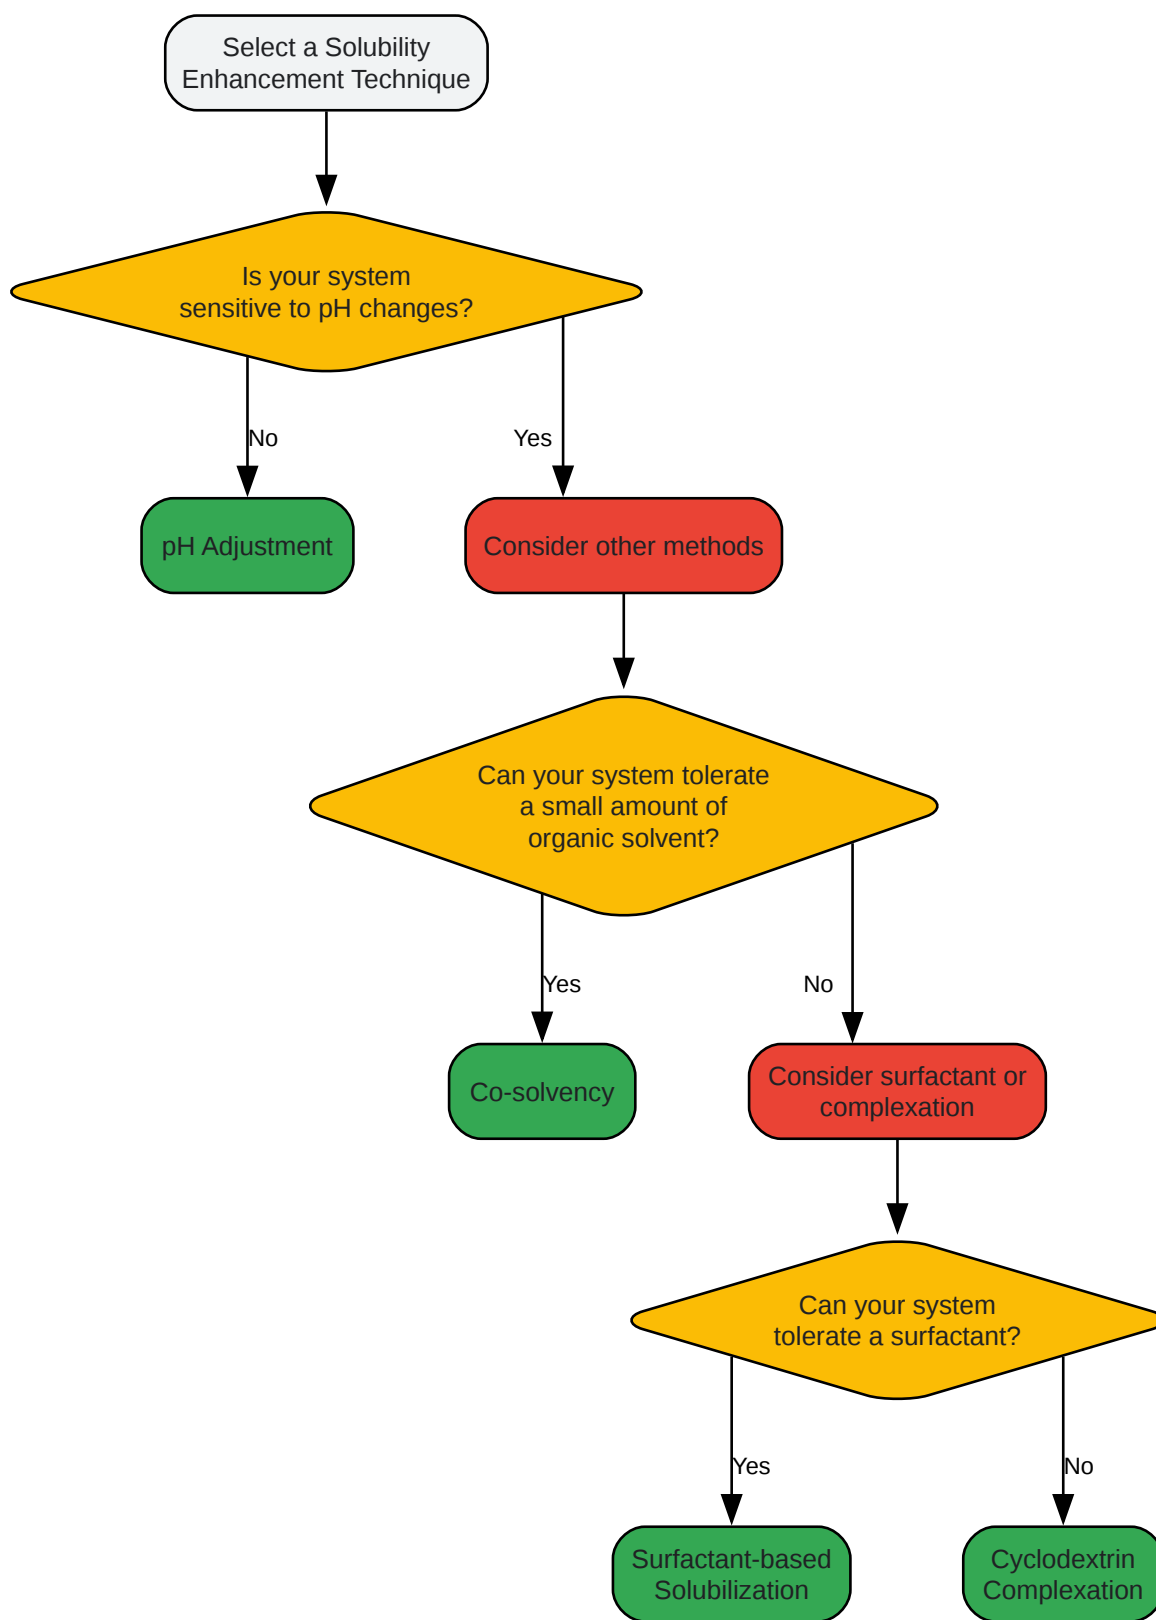 Select a Solubility
Enhancement Technique
Is your system
sensitive to pH changes?
No
Yes
pH Adjustment
Consider other methods
Can your system tolerate
a small amount of
organic solvent?
Yes
No
Co-solvency
Consider surfactant or
complexation
Can your system
tolerate a surfactant?
Yes
No
Surfactant-based
Solubilization
Cyclodextrin
Complexation